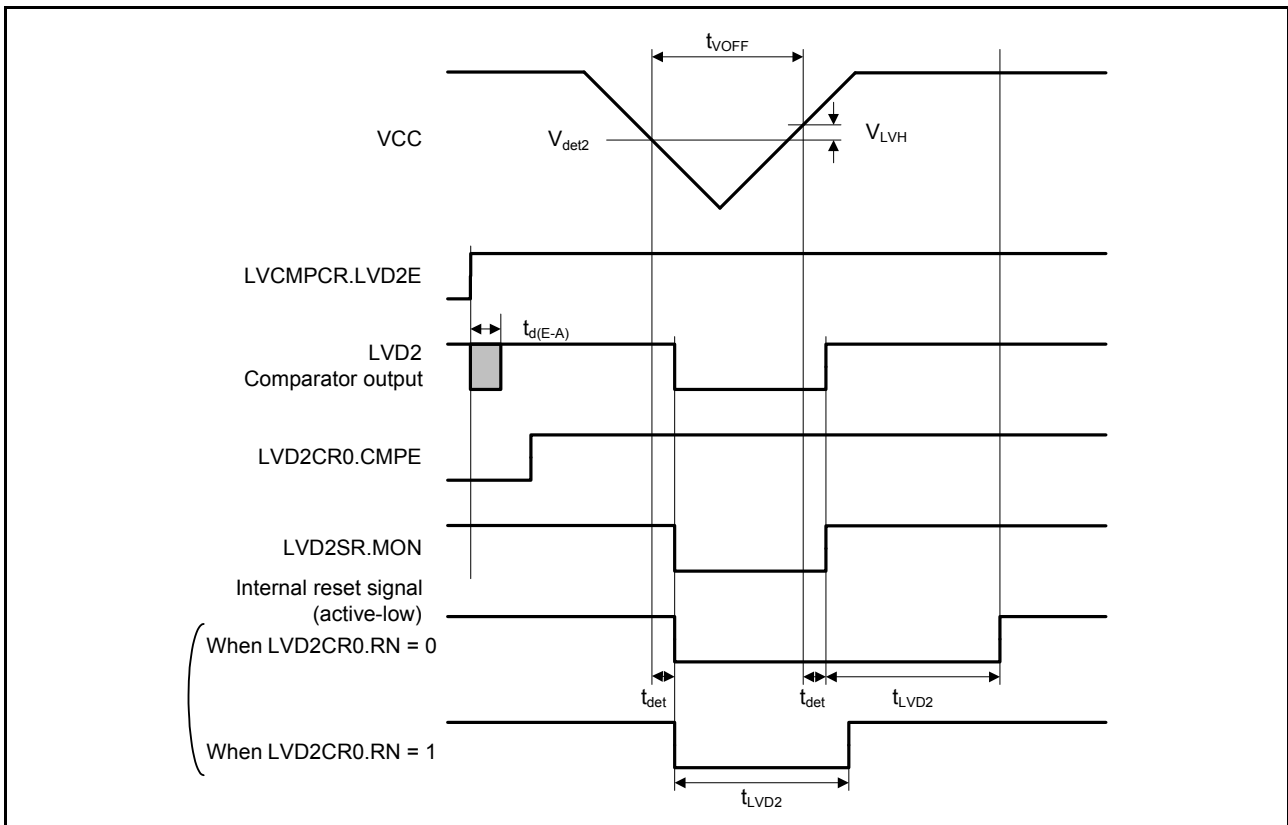 tVOFF
VCC
Vdet2
VLVH
LVCMPCR.LVD2E
td(E-A)
LVD2
Comparator output
LVD2CR0.CMPE
LVD2SR.MON
Internal reset signal
(active-low)
When LVD2CR0.RN = 0
tdet
tdet
tLVD2
When LVD2CR0.RN = 1
tLVD2